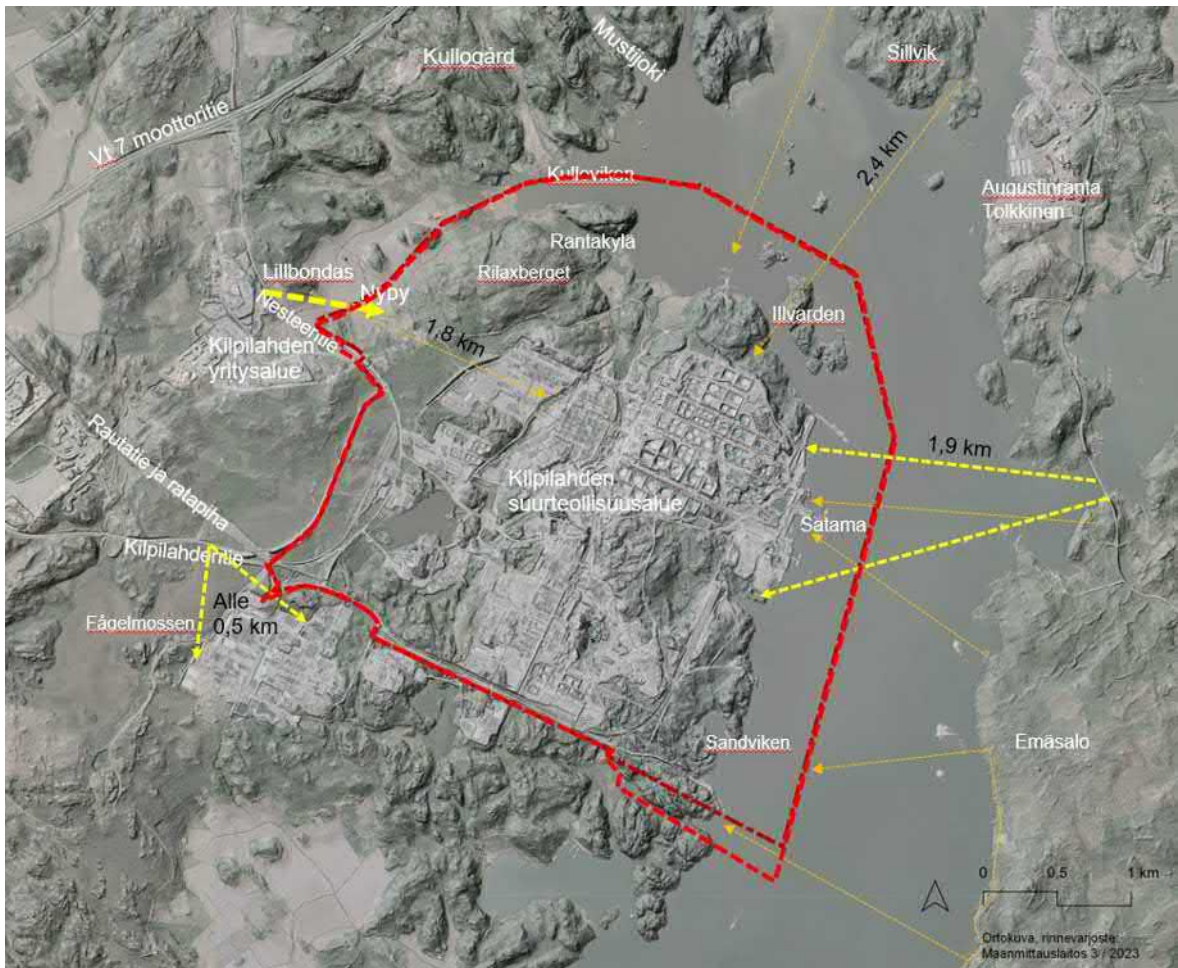 Kullogård
Mustijoki
Sillvik
Vt 7 moottoritie
Kulloviken
2,4 km
Augustinranta
Tolkkinen
Rantakylä
Lillbondas
Rilaxberget
Nyby
Illvarden
Nesteentie
Kilpilahden
yritysalue
1,8 km
Rautatie ja ratapiha
1,9 km
Kilpilahden
suurteollisuusalue
Satama
Kilpilahdentie
Alle
0,5 km
Fågelmossen
Sandviken
Emäsalo
0 0,5 1 km
Ortokuva, rinnevarjoste:
Maanmittauslaitos 3 / 2023